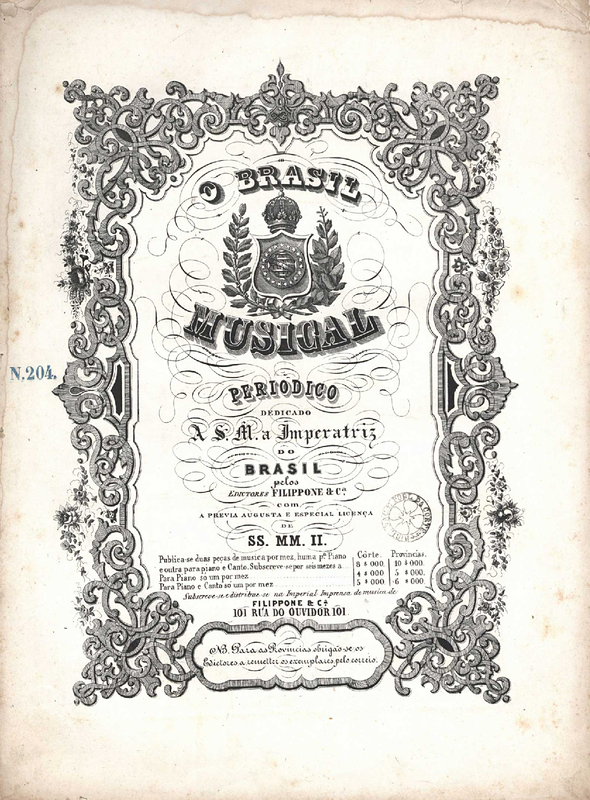 O BRASIL
MUSICAL
N.204.
PERIODICO
DEDICADO
A S. M. a Imperatriz
DO
BRASIL
pelos
EDICTORES FILIPPONE & Cª
com
A PREVIA AUGUSTA E ESPECIAL LICENÇA
DE
SS. MM. II.
Publica-se duas peças de musica por mez, huma pª Piano Côrte. Provincias.
e outra para piano e Canto. Subscreve-se por seis mezes a 8 $ 000 10 $ 000.
Para Piano só um por mez 4 $ 000 5 $ 000.
Para Piano e Canto só um por mez 5 $ 000 6 $ 000.
Subscreve-se e distribue-se na Imperial Imprensa de musica de
FILIPPONE & Cª
101 RUA DO OUVIDOR 101
NB. Para as Provincias obrigão-se os
Edictores a remetter os exemplares pelo correio.